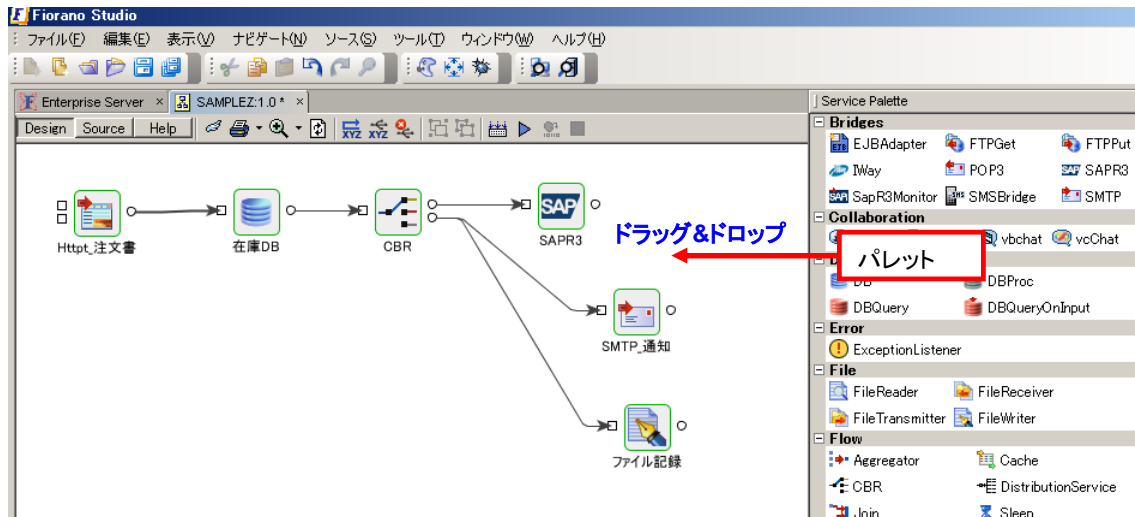 Fiorano Studio
ファイル(F) 編集(E) 表示(V) ナビゲート(N) ソース(S) ツール(T) ウィンドウ(W) ヘルプ(H)
Enterprise Server × SAMPLEZ:1.0 * ×
Design Source Help XYZ XYZ
Httpt_注文書
在庫DB
CBR
SAP
SAPR3
SMTP_通知
ファイル記録
ドラッグ&ドロップ
パレット
Service Palette
Bridges
EJBAdapter FTPGet FTPPut
IWay POP3 SAPR3
SapR3Monitor SMSBridge SMTP
Collaboration
vbchat vcChat
DB DBProc
DBQuery DBQueryOnInput
Error
ExceptionListener
File
FileReader FileReceiver
FileTransmitter FileWriter
Flow
Aggregator Cache
CBR DistributionService
Join Sleep